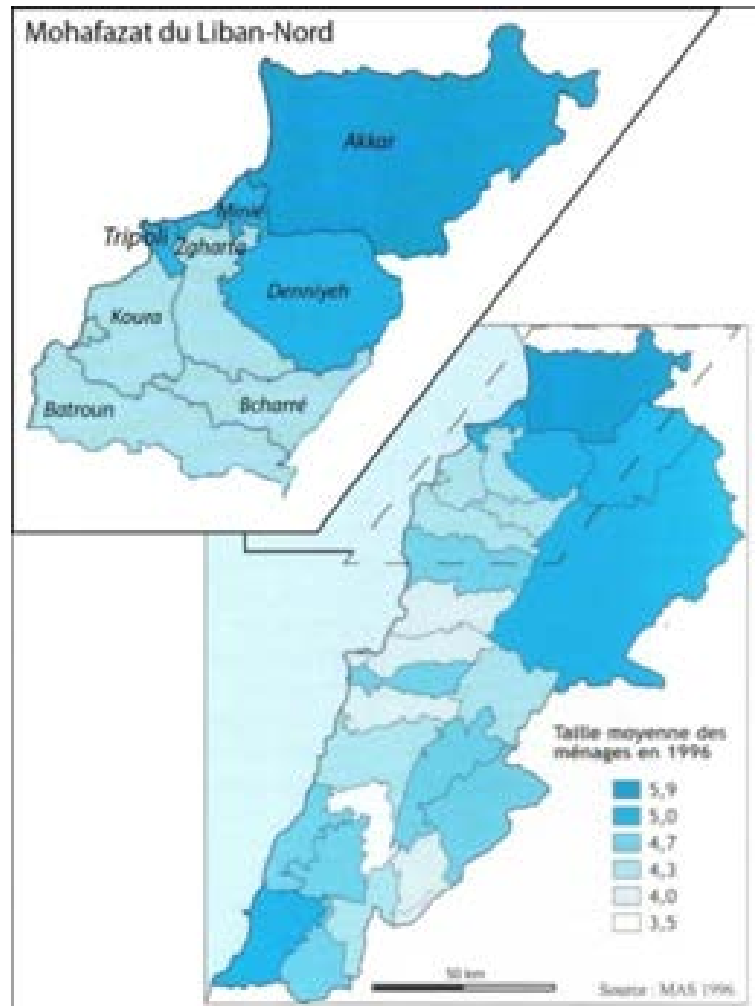 Mohafazat du Liban-Nord
Akkar
Minié
Tripoli
Zgharta
Denniyeh
Koura
Batroun
Bcharré
Taille moyenne des
ménages en 1996
5,9
5,0
4,7
4,3
4,0
3,5
50 km
Source : MAS 1996